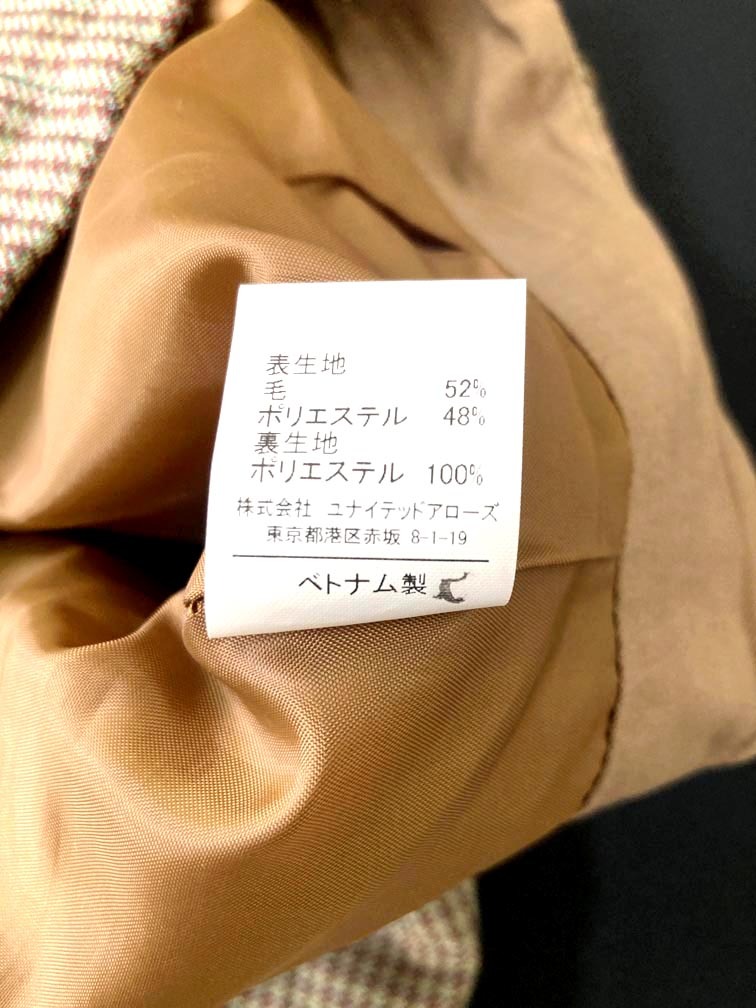 表生地
毛 52%
ポリエステル 48%
裏生地
ポリエステル 100%
株式会社 ユナイテッドアローズ
東京都港区赤坂 8-1-19
ベトナム製